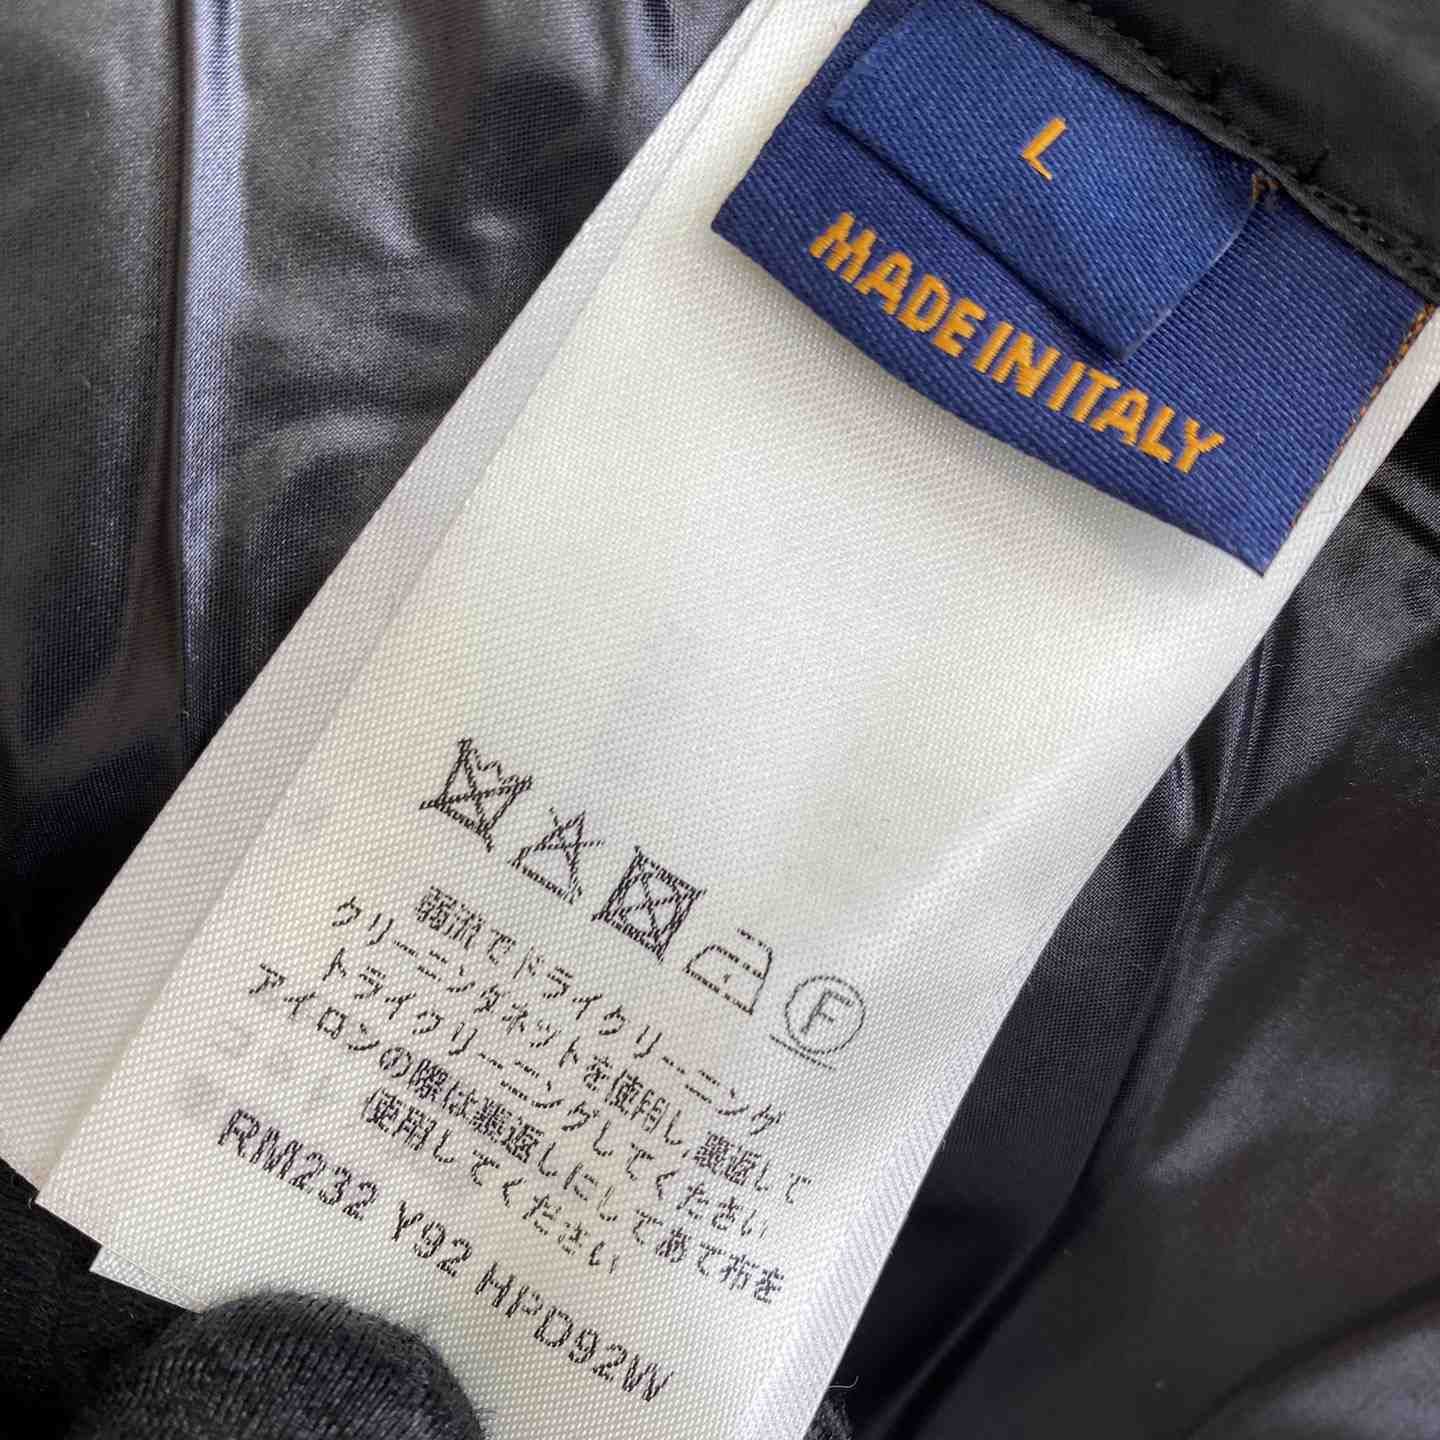 L
MADE IN ITALY
F
弱流でドライクリーニング
クリーニングネットを使用し、裏返して
ドライクリーニングしてください
アイロンの際は裏返しにしてあて布を
使用してください
RM232 Y92 HPD92W